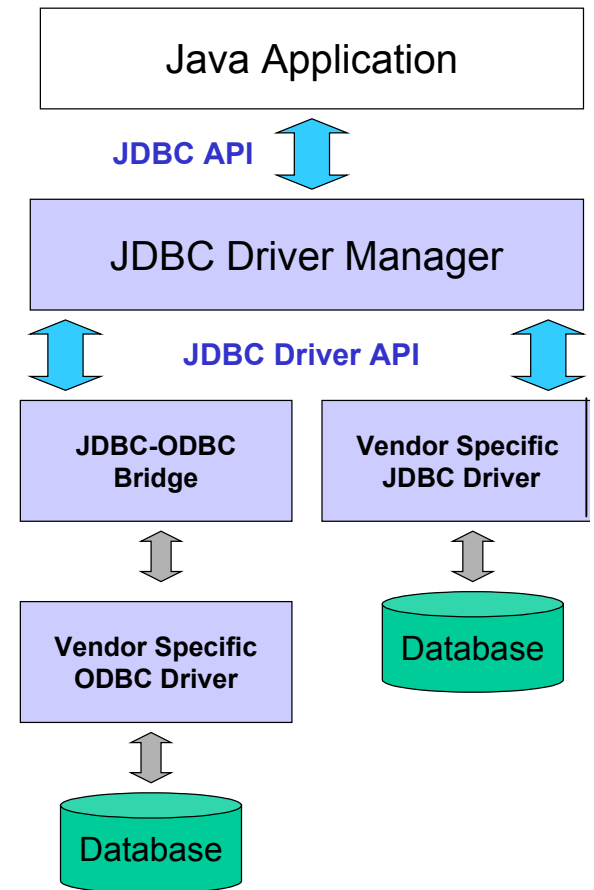 Java Application
JDBC API
JDBC Driver Manager
JDBC Driver API
JDBC-ODBC
Bridge
Vendor Specific
JDBC Driver
Vendor Specific
ODBC Driver
Database
Database